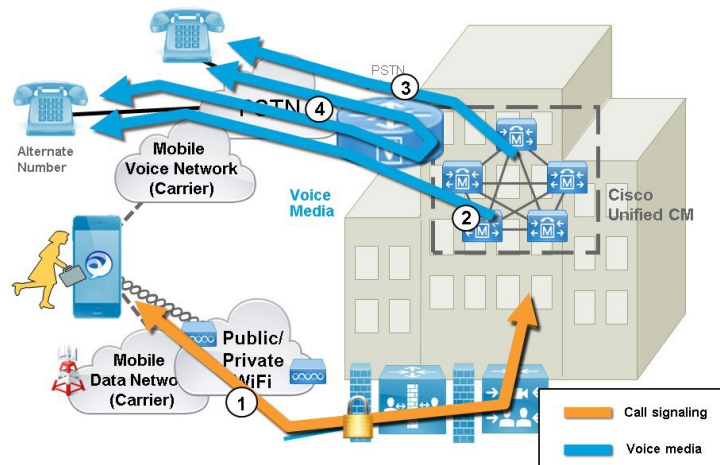 PSTN
3
PSTN
4
Alternate
Number
Mobile
Voice Network
(Carrier)
Voice
Media
V
M
M
M
M
M
2
Cisco
Unified CM
Public/
Private
WiFi
Mobile
Data Netwo
(Carrier)
1
Call signaling
Voice media